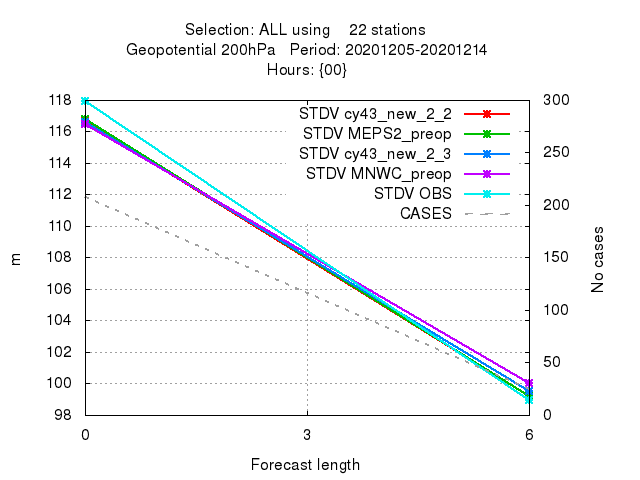 Selection: ALL using    22 stations
Geopotential 200hPa   Period: 20201205-20201214
Hours: {00}
118 300
STDV cy43_new_2_2
116 STDV MEPS2_preop
250
114 STDV cy43_new_2_3
STDV MNWC_preop
112 STDV OBS
200
CASES
110
m
108 150
No cases
106
104 100
102
50
100
98 0
0 3 6
Forecast length